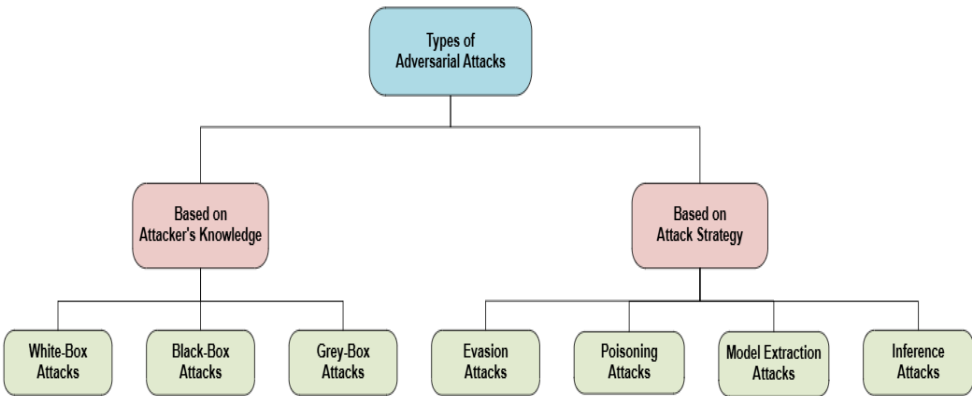 Types of
Adversarial Attacks
Based on
Attacker's Knowledge
Based on
Attack Strategy
White-Box
Attacks
Black-Box
Attacks
Grey-Box
Attacks
Evasion
Attacks
Poisoning
Attacks
Model Extraction
Attacks
Inference
Attacks